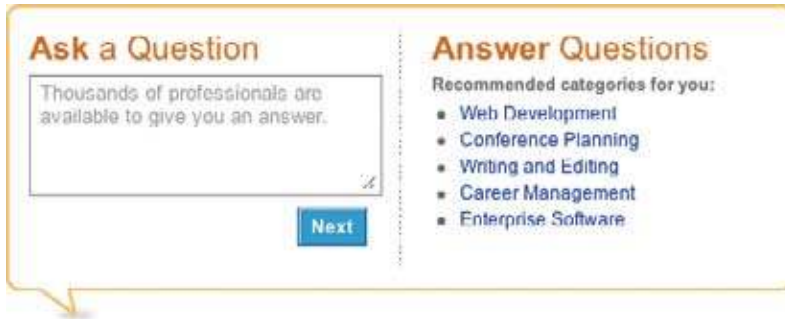 Ask a Question
Thousands of professionals are
available to give you an answer.
Next
Answer Questions
Recommended categories for you:
Web Development
Conference Planning
Writing and Editing
Career Management
Enterprise Software